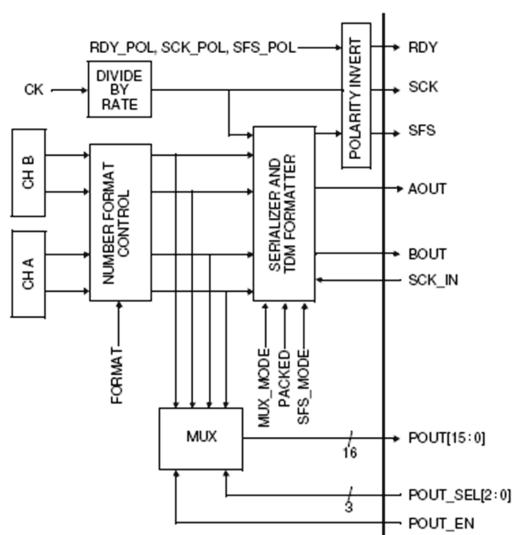 RDY_POL, SCK_POL, SFS_POL
RDY
CK
DIVIDE
BY
RATE
SCK
POLARITY INVERT
SFS
CH B
CH A
NUMBER FORMAT
CONTROL
SERIALIZER AND
TDM FORMATTER
AOUT
BOUT
SCK_IN
FORMAT
MUX_MODE
PACKED
SFS_MODE
MUX
16
POUT[15:0]
3
POUT_SEL[2:0]
POUT_EN